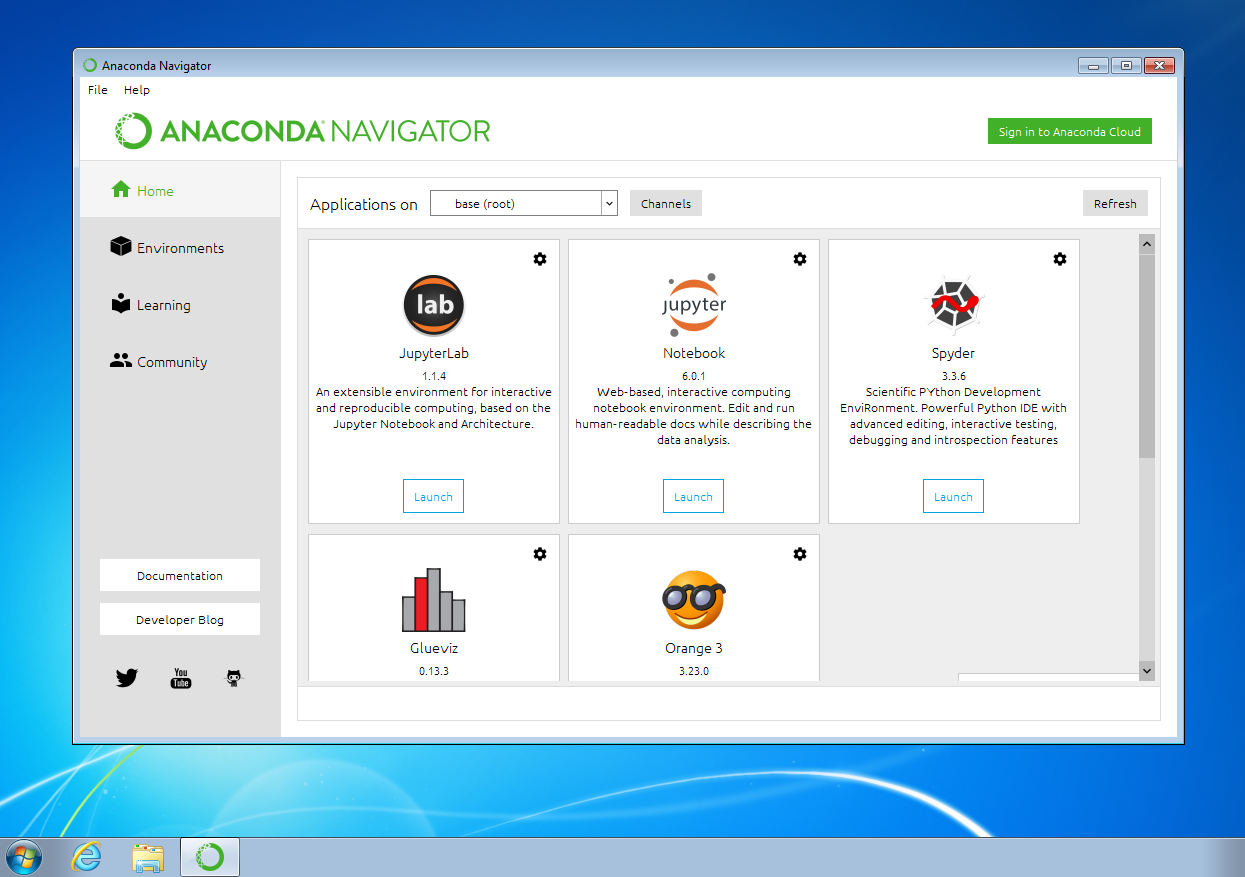 Anaconda Navigator
File Help
ANACONDA NAVIGATOR
Sign in to Anaconda Cloud
Home
Environments
Learning
Community
Documentation
Developer Blog
You
Tube
Applications on
base (root)
Channels
Refresh
lab
JupyterLab
1.1.4
An extensible environment for interactive
and reproducible computing, based on the
Jupyter Notebook and Architecture.
Launch
jupyter
Notebook
6.0.1
Web-based, interactive computing
notebook environment. Edit and run
human-readable docs while describing the
data analysis.
Launch
Spyder
3.3.6
Scientific PYthon Development
EnviRonment. Powerful Python IDE with
advanced editing, interactive testing,
debugging and introspection features
Launch
Glueviz
0.13.3
Orange 3
3.23.0